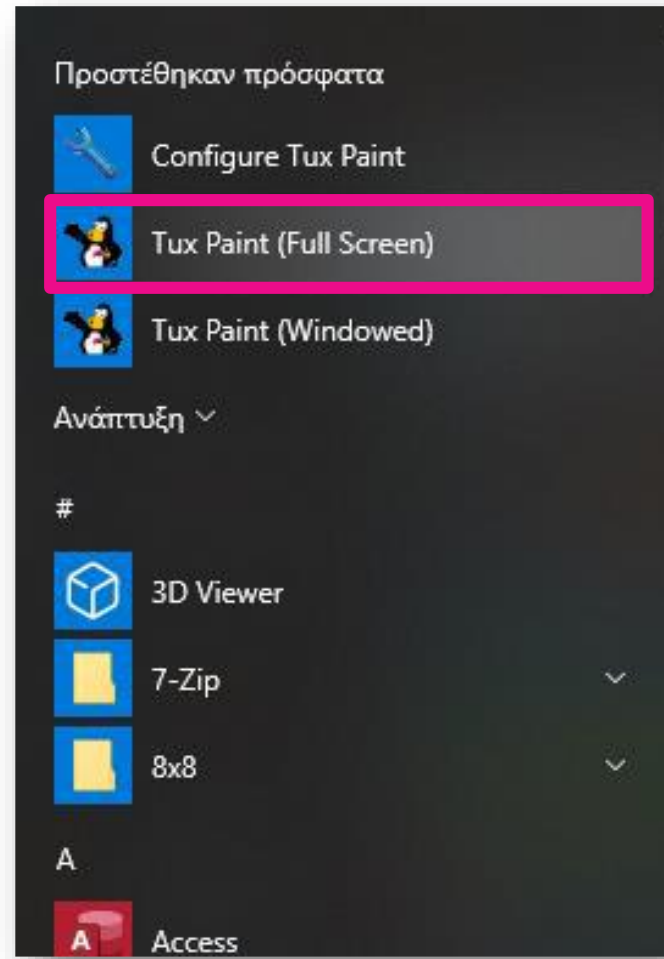 Προστέθηκαν πρόσφατα
Configure Tux Paint
Tux Paint (Full Screen)
Tux Paint (Windowed)
Ανάπτυξη
#
3D Viewer
7-Zip
8x8
A
A Access